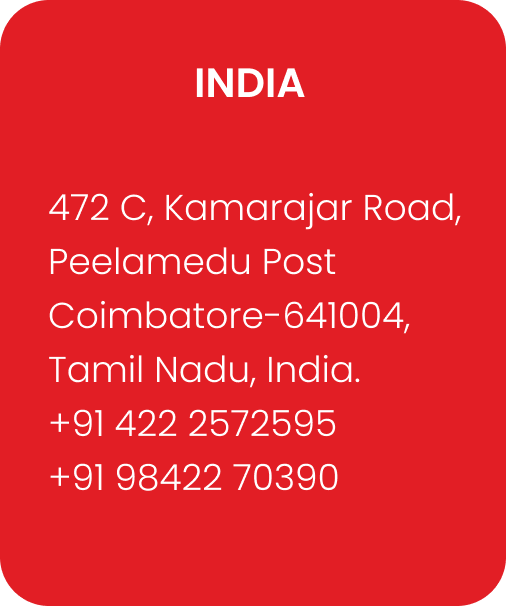 INDIA
472 C, Kamarajar Road,
Peelamedu Post
Coimbatore-641004,
Tamil Nadu, India.
+91 422 2572595
+91 98422 70390